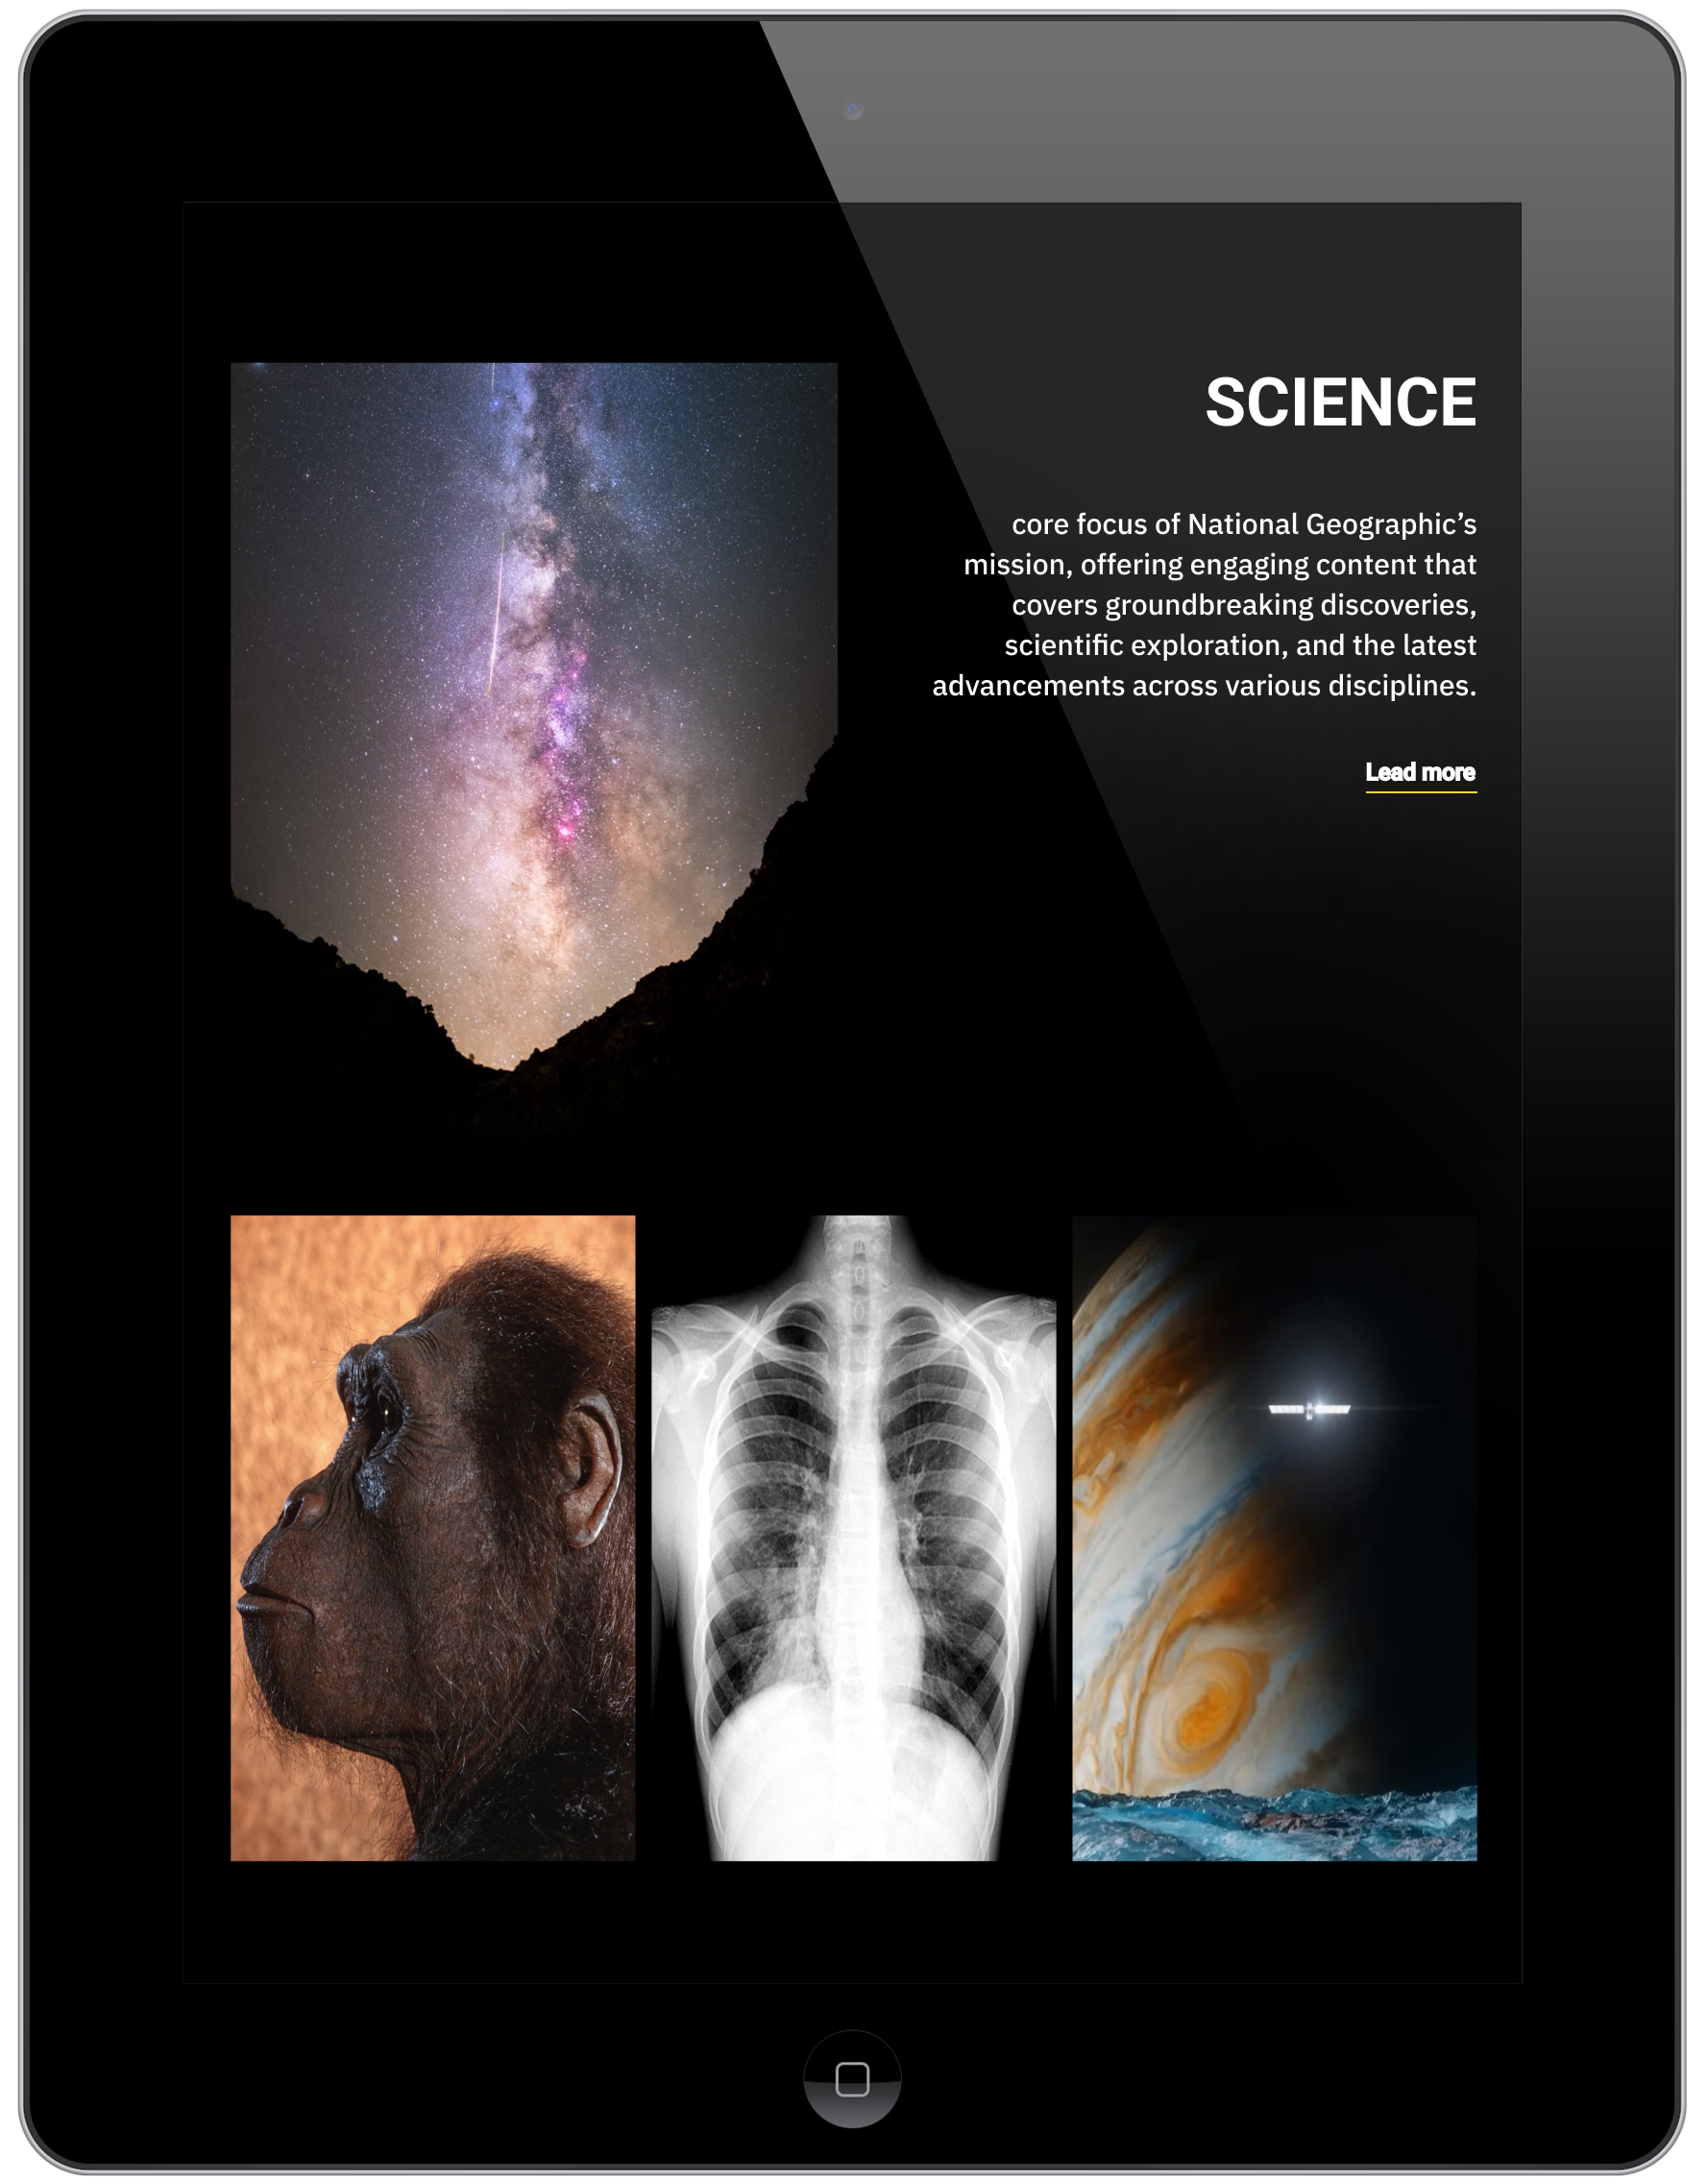 SCIENCE
core focus of National Geographic’s
mission, offering engaging content that
covers groundbreaking discoveries,
scientific exploration, and the latest
advancements across various disciplines.
Lead more